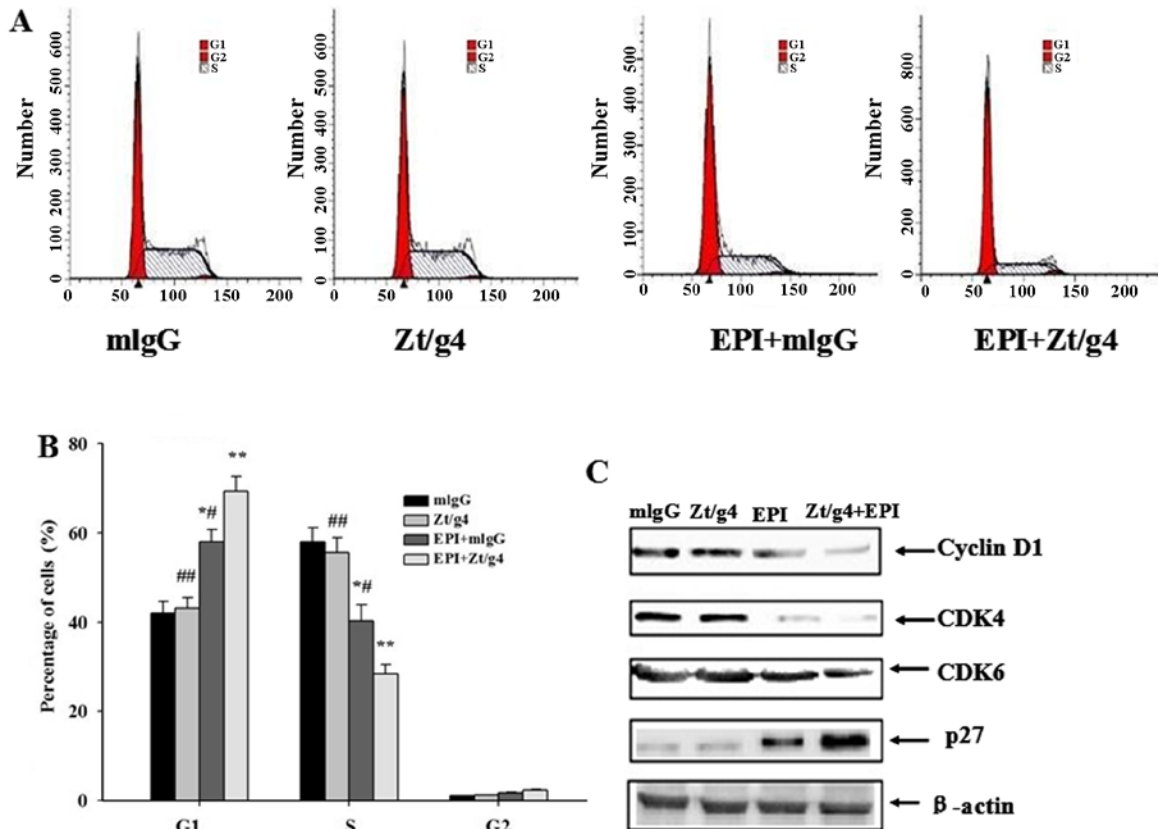 A
G1
G2
S
Number
600
500
400
300
200
100
0
0 50 100 150 200
mIgG
G1
G2
S
Number
600
500
400
300
200
100
0
0 50 100 150 200
Zt/g4
G1
G2
S
Number
500
400
300
200
100
0
0 50 100 150 200
EPI+mIgG
G1
G2
S
Number
800
600
400
200
0
0 50 100 150 200
EPI+Zt/g4
B
Percentage of cells (%)
80
60
40
20
0
## *# **
## *# **
mIgG
Zt/g4
EPI+mIgG
EPI+Zt/g4
G1 S G2
C
mIgG Zt/g4 EPI Zt/g4+EPI
Cyclin D1
CDK4
CDK6
p27
β-actin